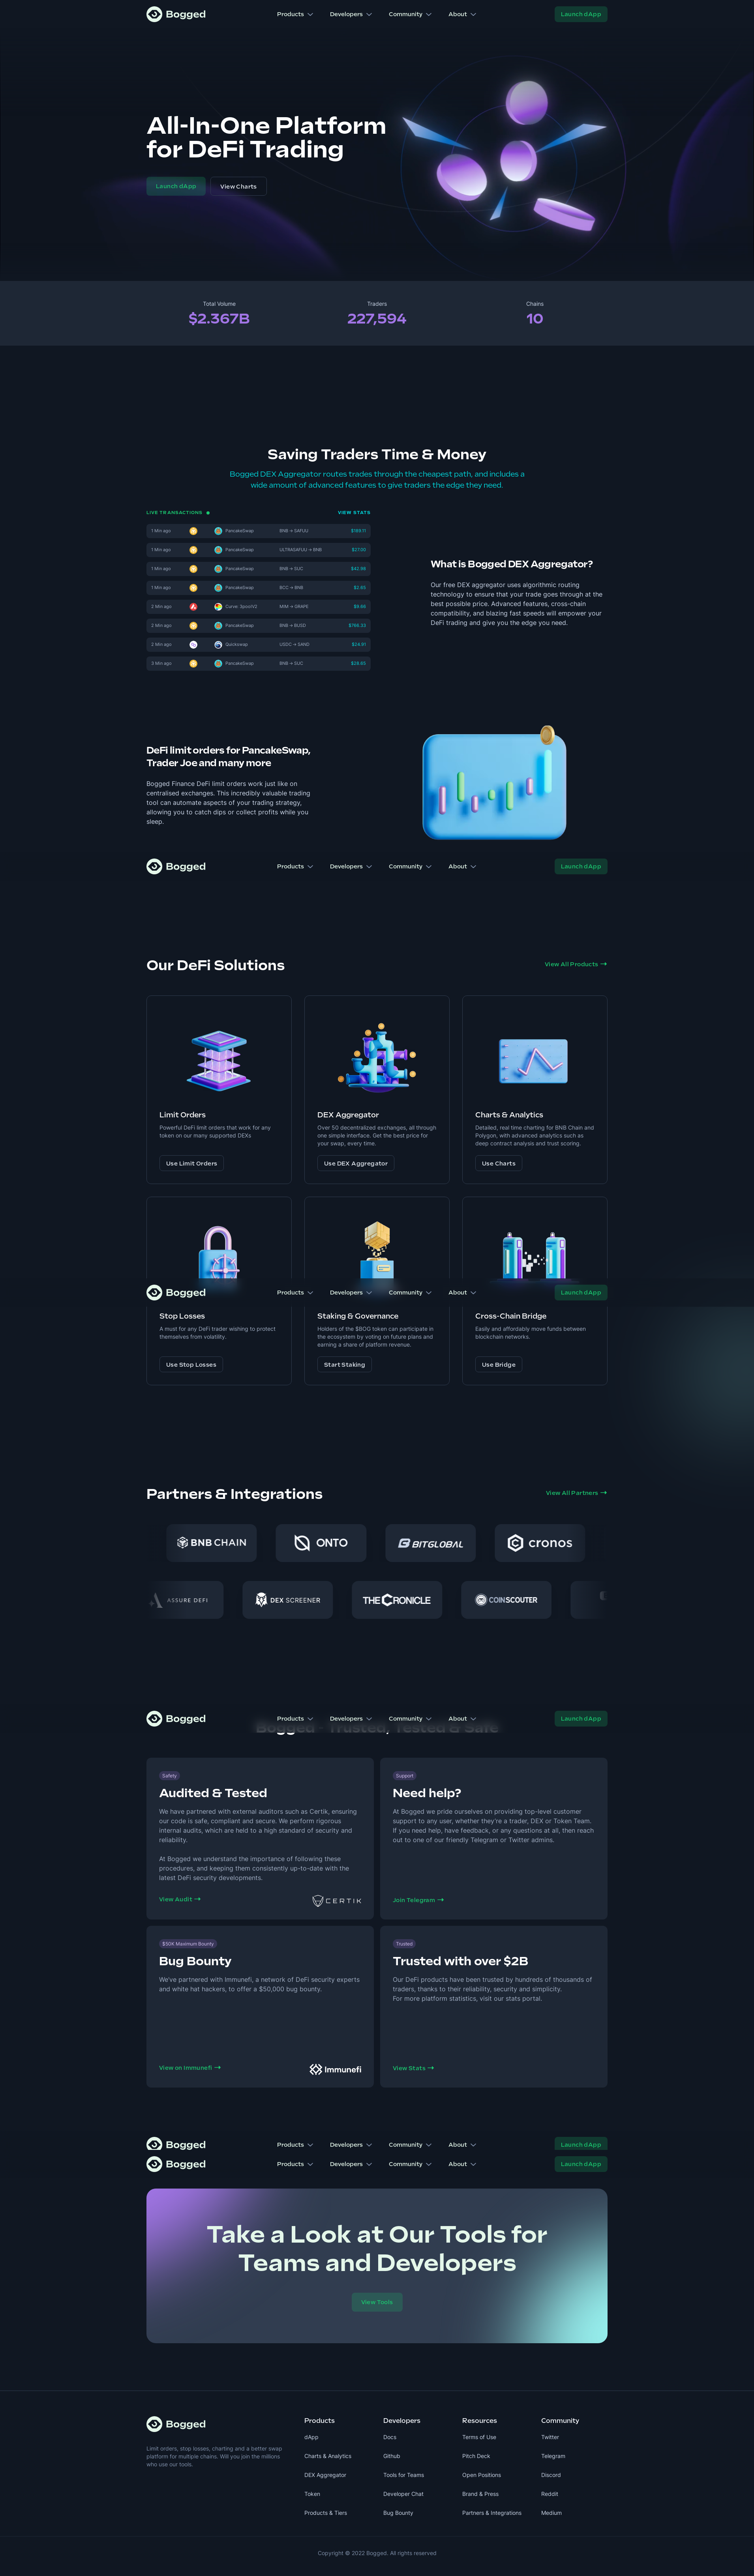 Bogged
Products
Developers
Community
About
Launch dApp
All-In-One Platform
for DeFi Trading
Launch dApp
View Charts
Total Volume
$2.367B
Traders
227,594
Chains
10
Saving Traders Time & Money
Bogged DEX Aggregator routes trades through the cheapest path, and includes a
wide amount of advanced features to give traders the edge they need.
LIVE TRANSACTIONS
VIEW STATS
1 Min ago PancakeSwap BNB → SAFUU
1 Min ago PancakeSwap ULTRASAFUU → BNB $27.00
1 Min ago PancakeSwap BNB → SUC $42.98
1 Min ago PancakeSwap BCC → BNB
2 Min ago Curve: SpookV2 MIM → GRAPE
2 Min ago PancakeSwap BNB → BUSD
2 Min ago Quickswap USDC → SAND $24.91
3 Min ago PancakeSwap BNB → SUC
What is Bogged DEX Aggregator?
Our free DEX aggregator uses algorithmic routing
technology to ensure that your trade goes through at the
best possible price. Advanced features, cross-chain
compatibility, and blazing fast speeds will empower your
DeFi trading and give you the edge you need.
DeFi limit orders for PancakeSwap,
Trader Joe and many more
Bogged Finance DeFi limit orders work just like on
centralised exchanges. This incredibly valuable trading
tool can automate aspects of your trading strategy,
allowing you to catch dips or collect profits while you
sleep.
Bogged
Products
Developers
Community
About
Launch dApp
Our DeFi Solutions
View All Products →
Limit Orders
Powerful DeFi limit orders that work for any
token on our many supported DEXs
Use Limit Orders
DEX Aggregator
Over 50 decentralized exchanges, all through
one simple interface. Get the best price for
your swap, every time.
Use DEX Aggregator
Charts & Analytics
Detailed, real time charting for BNB Chain and
Polygon, with advanced analytics such as
deep contract analysis and trust scoring.
Use Charts
Bogged
Products
Developers
Community
About
Launch dApp
Stop Losses
A must for any DeFi trader wishing to protect
themselves from volatility.
Use Stop Losses
Staking & Governance
Holders of the $BOG token can participate in
the ecosystem by voting on future plans and
earning a share of platform revenue.
Start Staking
Cross-Chain Bridge
Easily and affordably move funds between
blockchain networks.
Use Bridge
Partners & Integrations
View All Partners →
BNB CHAIN
ONTO
BITGLOBAL
cronos
ASSURE DEFI
DEX SCREENER
THE CRONICLE
COINSCOUTER
Bogged
Products
Developers
Community
About
Launch dApp
Bogged - Trusted, Tested & Safe
Safety
Audited & Tested
We have partnered with external auditors such as Certik, ensuring
our code is safe, compliant and secure. We perform rigorous
internal audits, which are held to a high standard of security and
reliability.
At Bogged we understand the importance of following these
procedures, and keeping them consistently up-to-date with the
latest DeFi security developments.
View Audit →
CERTIK
Support
Need help?
At Bogged we pride ourselves on providing top-level customer
support to any user, whether they're a trader, DEX or Token Team.
If you need help, have feedback, or any questions at all, then reach
out to one of our friendly Telegram or Twitter admins.
Join Telegram →
$50K Maximum Bounty
Bug Bounty
We've partnered with Immunefi, a network of DeFi security experts
and white hat hackers, to offer a $50,000 bug bounty.
View on Immunefi →
Immunefi
Trusted
Trusted with over $2B
Our DeFi products have been trusted by hundreds of thousands of
traders, thanks to their reliability, security and simplicity.
For more platform statistics, visit our stats portal.
View Stats →
Bogged
Products
Developers
Community
About
Launch dApp
Bogged
Products
Developers
Community
About
Launch dApp
Take a Look at Our Tools for
Teams and Developers
View Tools
Bogged
Limit orders, stop losses, charting and a better swap
platform for multiple chains. Will you join the millions
who use our tools.
Products
dApp
Charts & Analytics
DEX Aggregator
Token
Products & Tiers
Developers
Docs
Github
Tools for Teams
Developer Chat
Bug Bounty
Resources
Terms of Use
Pitch Deck
Open Positions
Brand & Press
Partners & Integrations
Community
Twitter
Telegram
Discord
Reddit
Medium
Copyright © 2022 Bogged. All rights reserved